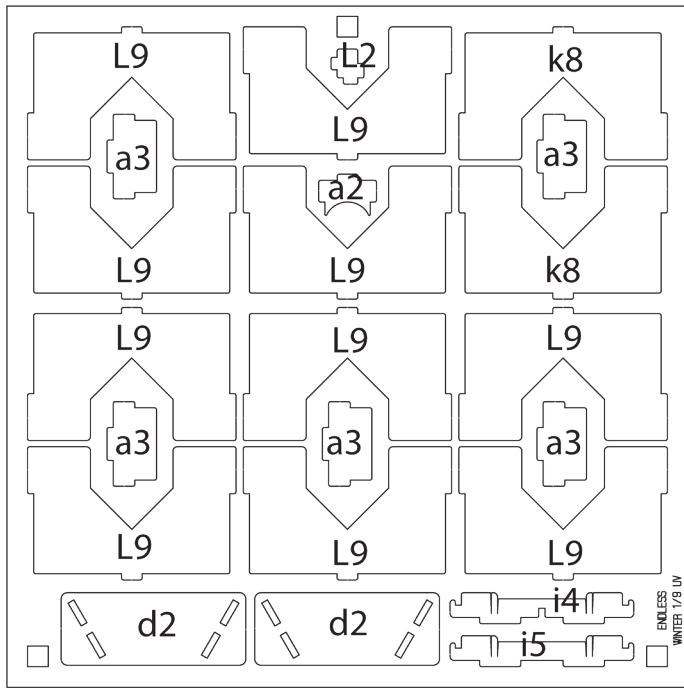 L9 L2 k8
L9
a3 a3
a2
L9 L9 k8
L9 L9 L9
a3 a3 a3
L9 L9 L9
i4
d2 d2
i5
ENDLESS
WINTER 1/9 UV